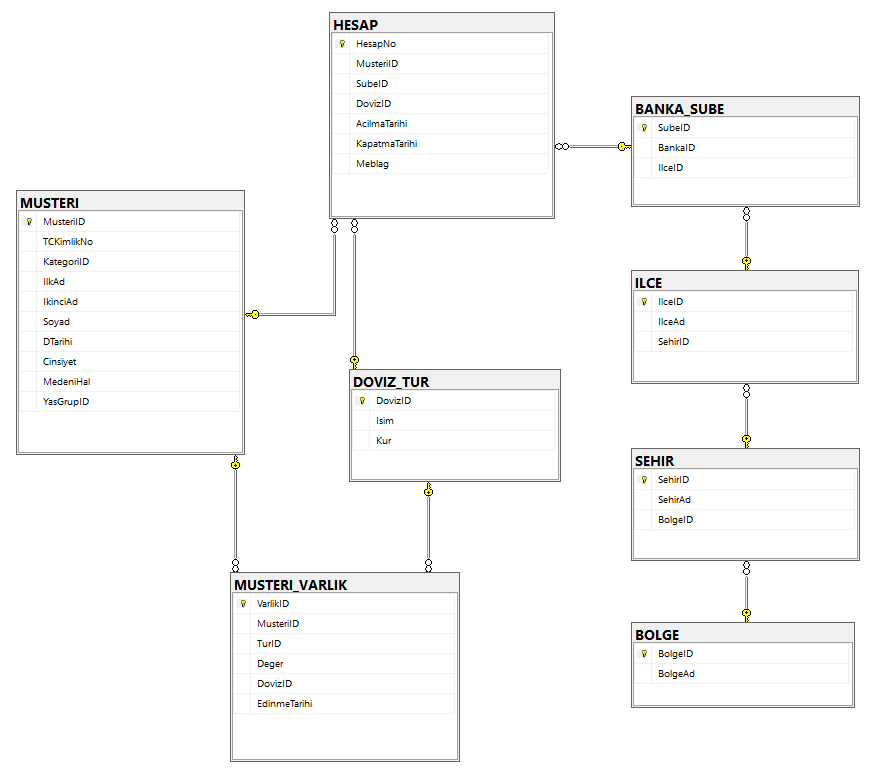 HESAP
HesapNo
MusteriID
SubeID
DovizID
AcilmaTarihi
KapatmaTarihi
Meblag
BANKA_SUBE
SubeID
BankaID
IlceID
MUSTERI
MusteriID
TCKimlikNo
KategoriID
IlkAd
IkinciAd
Soyad
DTarihi
Cinsiyet
MedeniHal
YasGrupID
ILCE
IlceID
IlceAd
SehirID
DOVIZ_TUR
DovizID
Isim
Kur
SEHIR
SehirID
SehirAd
BolgeID
MUSTERI_VARLIK
VarlikID
MusteriID
TurID
Deger
DovizID
EdinmeTarihi
BOLGE
BolgeID
BolgeAd